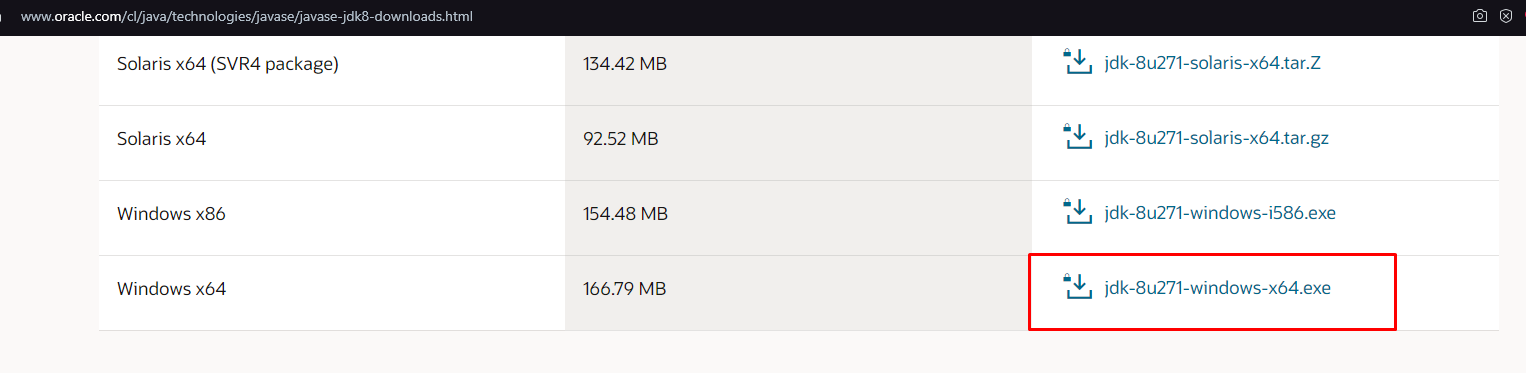 www.oracle.com/cl/java/technologies/javase/javase-jdk8-downloads.html
Solaris x64 (SVR4 package) 134.42 MB jdk-8u271-solaris-x64.tar.Z
Solaris x64 92.52 MB jdk-8u271-solaris-x64.tar.gz
Windows x86 154.48 MB jdk-8u271-windows-i586.exe
Windows x64 166.79 MB jdk-8u271-windows-x64.exe